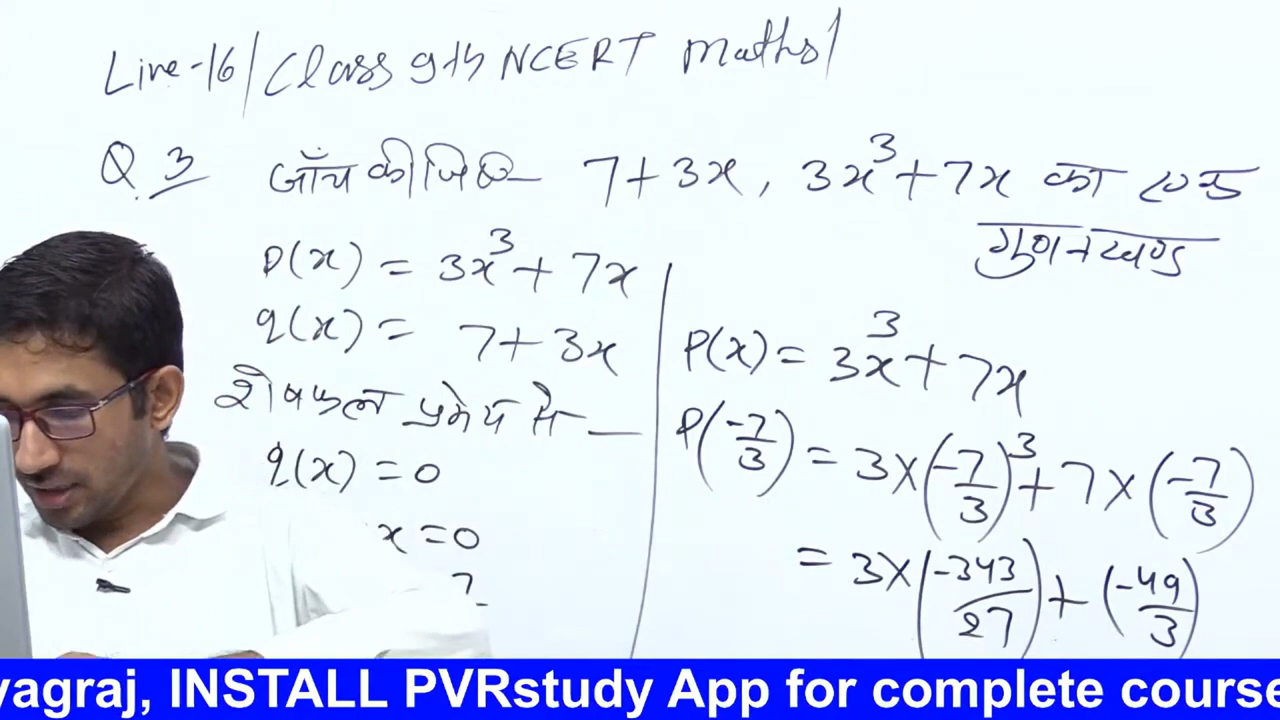 Live-16/Class 9th NCERT Maths/
Q.3 जाँच कीजिए 7+3x, 3x³+7x का एक
गुणनखण्ड
p(x) = 3x³+7x
q(x) = 7+3x
शेषफल प्रमेय से —
q(x) = 0
x = 0
7
P(x) = 3x³+7x
P(-7/3) = 3×(-7/3)³+7×(-7/3)
= 3×(-343/27)+(-49/3)
yagraj, INSTALL PVRstudy App for complete course